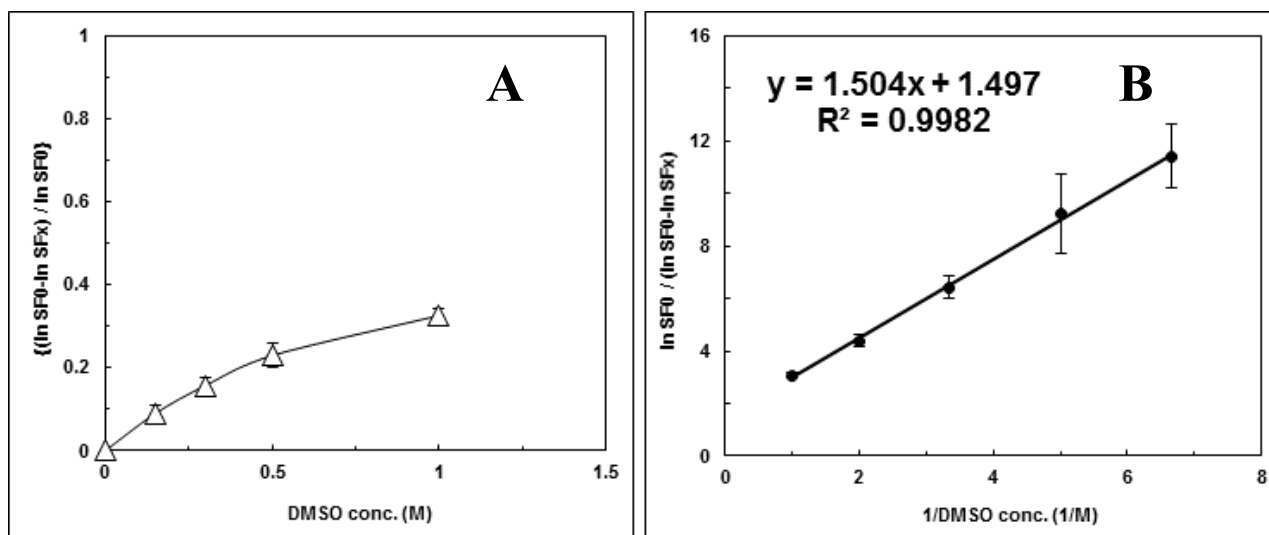 A
{(ln SF0-ln SFx) / ln SF0}
1
0.8
0.6
0.4
0.2
0
0
0.5
1
1.5
DMSO conc. (M)
B
y = 1.504x + 1.497
R² = 0.9982
ln SF0 / (ln SF0-ln SFx)
16
12
8
4
0
0
2
4
6
8
1/DMSO conc. (1/M)